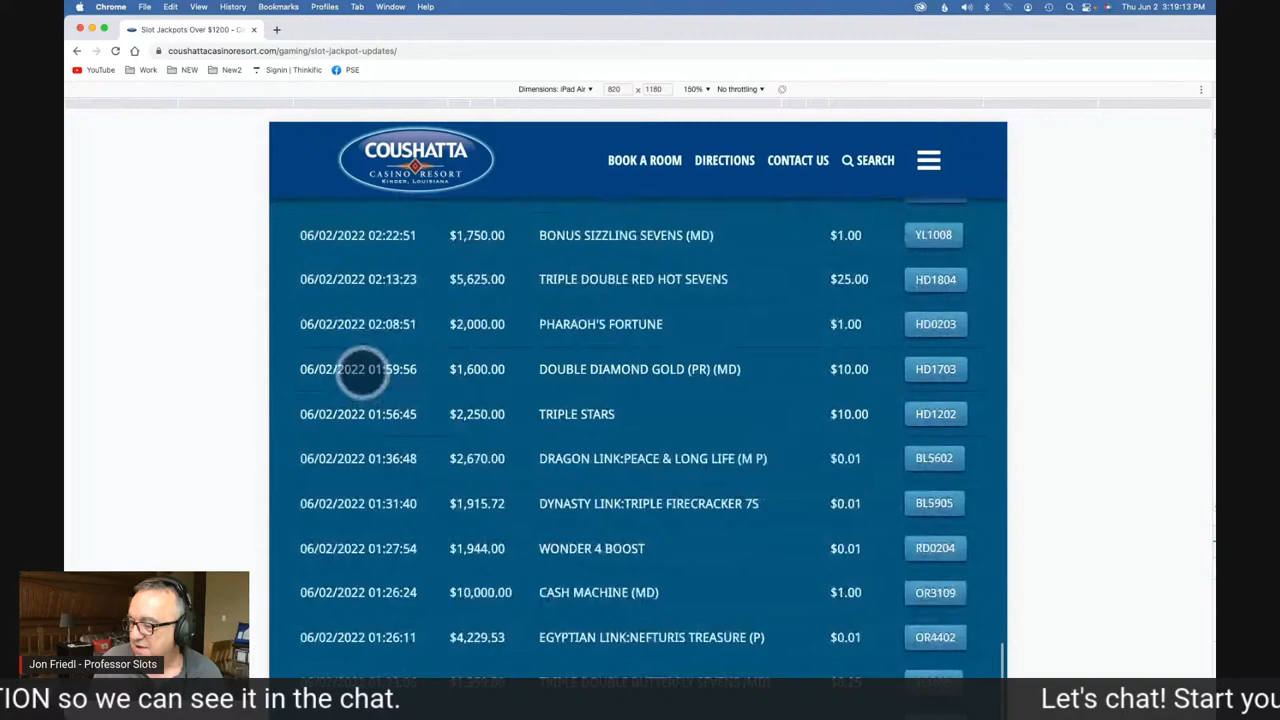 Chrome File Edit View History Bookmarks Profiles Tab Window Help Thu Jun 2 3:19:13 PM
Slot Jackpots Over $1200 - C
coushattacasinoresort.com/gaming/slot-jackpot-updates/
YouTube Work NEW New2 Signin | Thinkific PSE
Dimensions: iPad Air 820 x 1180 150% No throttling
COUSHATTA
CASINO RESORT
KINDER, LOUISIANA
BOOK A ROOM DIRECTIONS CONTACT US SEARCH
06/02/2022 02:22:51 $1,750.00 BONUS SIZZLING SEVENS (MD) $1.00 YL1008
06/02/2022 02:13:23 $5,625.00 TRIPLE DOUBLE RED HOT SEVENS $25.00 HD1804
06/02/2022 02:08:51 $2,000.00 PHARAOH'S FORTUNE $1.00 HD0203
06/02/2022 01:59:56 $1,600.00 DOUBLE DIAMOND GOLD (PR) (MD) $10.00 HD1703
06/02/2022 01:56:45 $2,250.00 TRIPLE STARS $10.00 HD1202
06/02/2022 01:36:48 $2,670.00 DRAGON LINK:PEACE & LONG LIFE (M P) $0.01 BL5602
06/02/2022 01:31:40 $1,915.72 DYNASTY LINK:TRIPLE FIRECRACKER 7S $0.01 BL5905
06/02/2022 01:27:54 $1,944.00 WONDER 4 BOOST $0.01 RD0204
06/02/2022 01:26:24 $10,000.00 CASH MACHINE (MD) $1.00 OR3109
06/02/2022 01:26:11 $4,229.53 EGYPTIAN LINK:NEFTURIS TREASURE (P) $0.01 OR4402
TRIPLE DOUBLE BUTTERFLY SEVENS (MD) $0.25
Jon Friedl - Professor Slots
TION so we can see it in the chat. Let's chat! Start you